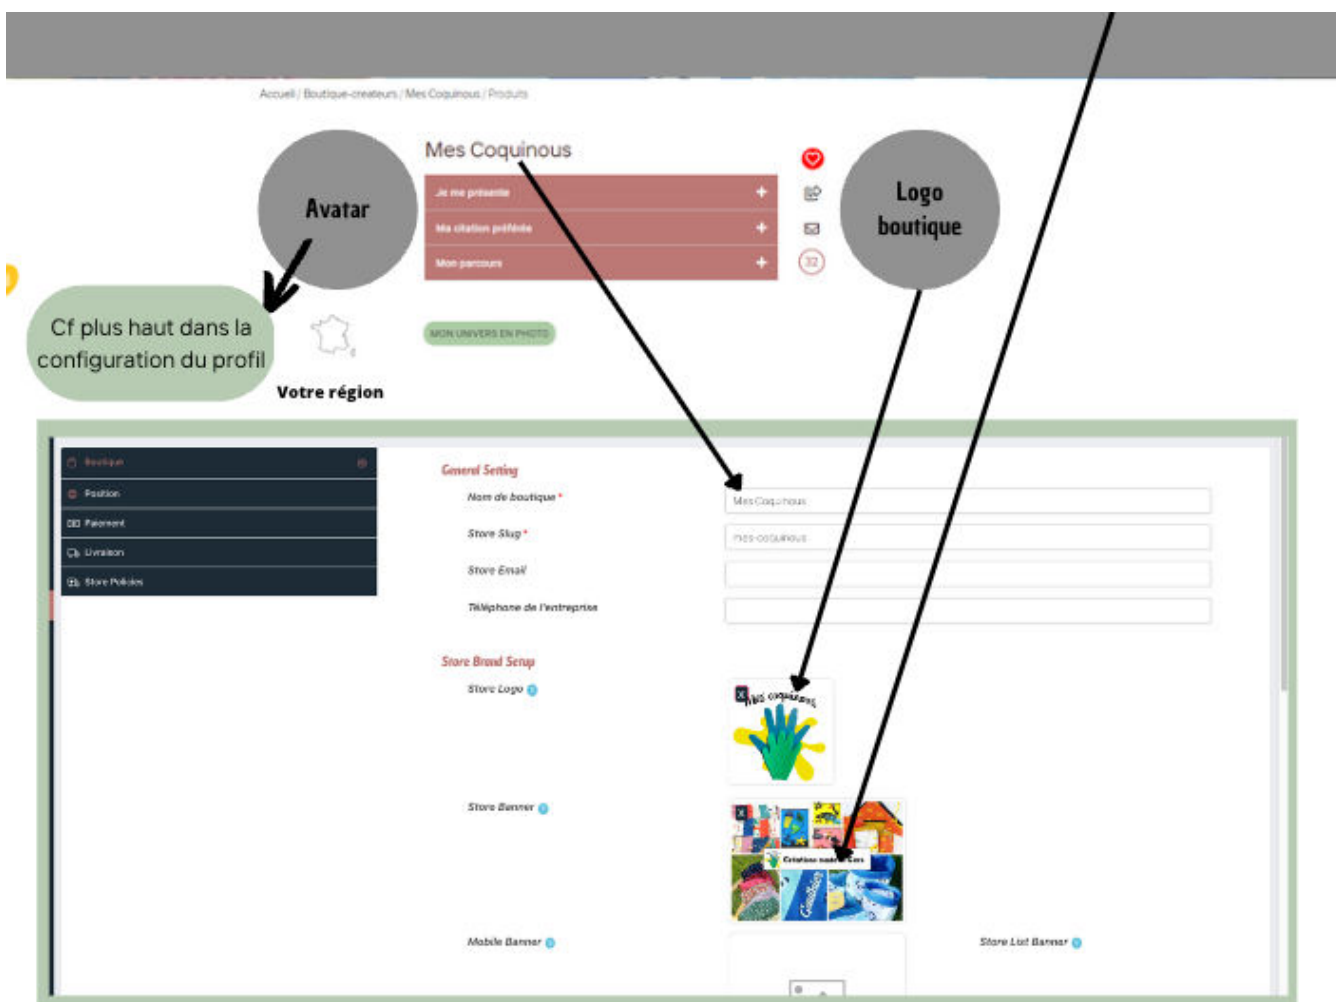 Accueil / Boutique-createurs / Mes Coquinous / Produits
Mes Coquinous
Avatar
Je me présente
Ma citation préférée
Mon parcours
32
Logo
boutique
Cf plus haut dans la
configuration du profil
MON UNIVERS EN PHOTO
Votre région
Boutique
Position
Paiement
Livraison
Store Policies
General Setting
Nom de boutique *
Mes Coquinous
Store Slug *
mes-coquinous
Store Email
Téléphone de l'entreprise
Store Brand Setup
Store Logo
X
Mes coquinous
Store Banner
X
Mobile Banner
Store List Banner